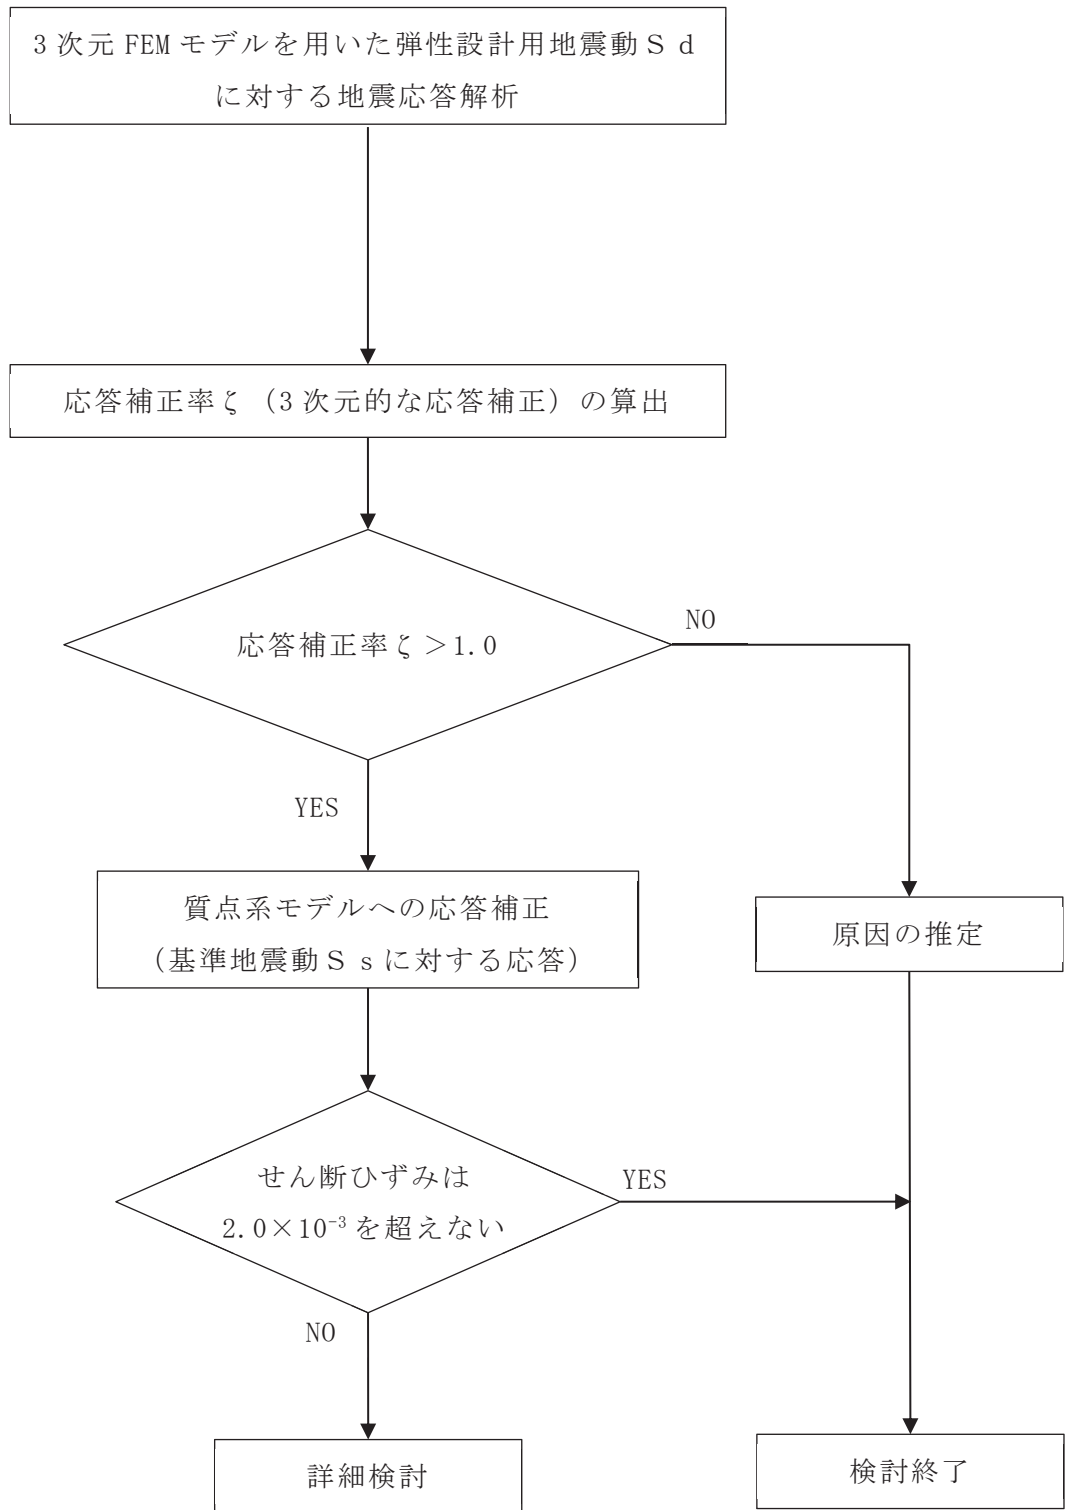 3次元 FEM モデルを用いた弾性設計用地震動Ｓｄ
に対する地震応答解析
応答補正率ζ（3次元的な応答補正）の算出
応答補正率ζ＞1.0
NO
YES
質点系モデルへの応答補正
（基準地震動Ｓｓに対する応答）
原因の推定
せん断ひずみは
2.0×10⁻³を超えない
YES
NO
詳細検討
検討終了